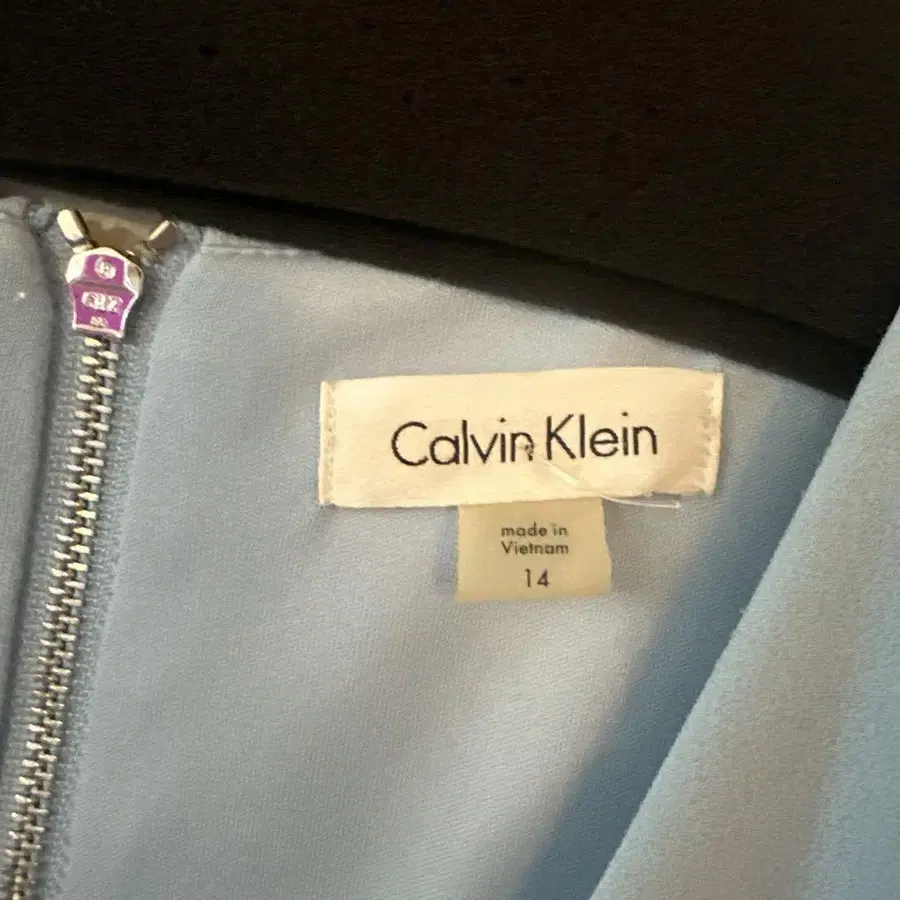 Calvin Klein
made in
Vietnam
14